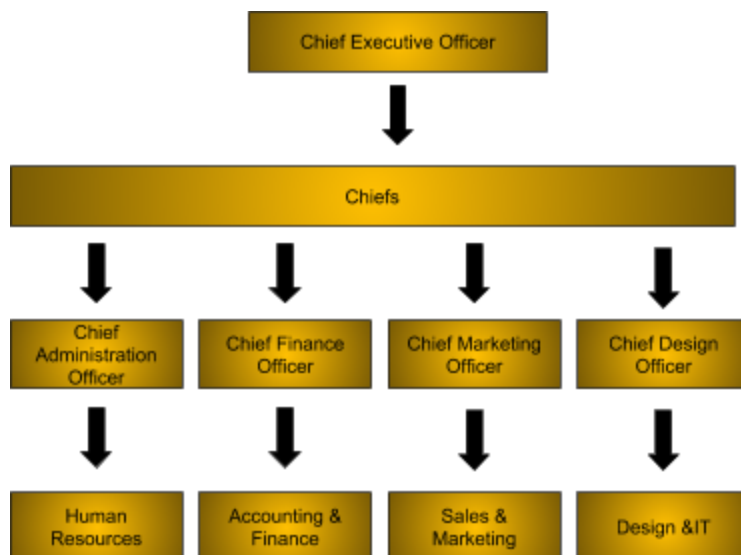 Chief Executive Officer
Chiefs
Chief
Administration
Officer
Chief Finance
Officer
Chief Marketing
Officer
Chief Design
Officer
Human
Resources
Accounting &
Finance
Sales &
Marketing
Design &IT